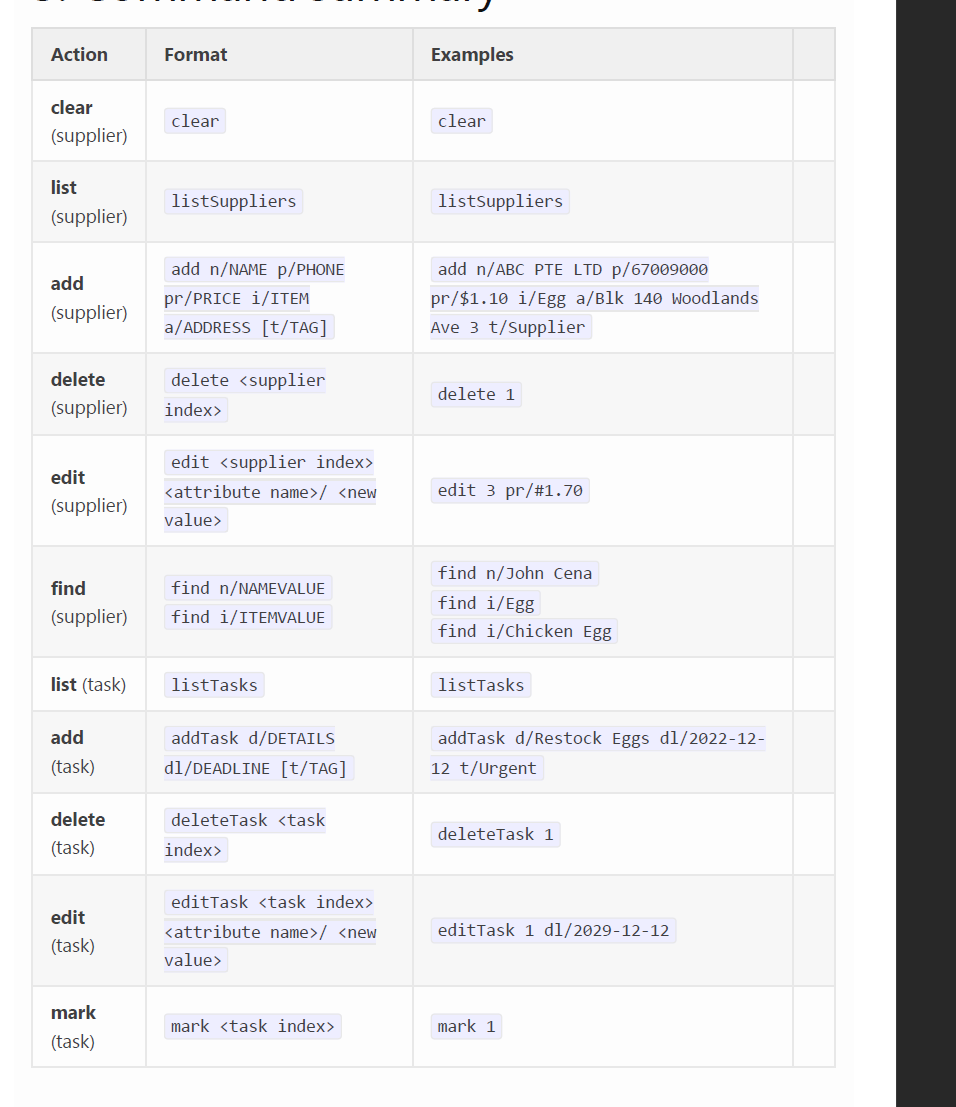 Action Format Examples
clear
(supplier)
clear
clear
list
(supplier)
listSuppliers
listSuppliers
add
(supplier)
add n/NAME p/PHONE
pr/PRICE i/ITEM
a/ADDRESS [t/TAG]
add n/ABC PTE LTD p/67009000
pr/$1.10 i/Egg a/Blk 140 Woodlands
Ave 3 t/Supplier
delete
(supplier)
delete <supplier
index>
delete 1
edit
(supplier)
edit <supplier index>
<attribute name>/ <new
value>
edit 3 pr/#1.70
find
(supplier)
find n/NAMEVALUE
find i/ITEMVALUE
find n/John Cena
find i/Egg
find i/Chicken Egg
list (task)
listTasks
listTasks
add
(task)
addTask d/DETAILS
dl/DEADLINE [t/TAG]
addTask d/Restock Eggs dl/2022-12-
12 t/Urgent
delete
(task)
deleteTask <task
index>
deleteTask 1
edit
(task)
editTask <task index>
<attribute name>/ <new
value>
editTask 1 dl/2029-12-12
mark
(task)
mark <task index>
mark 1